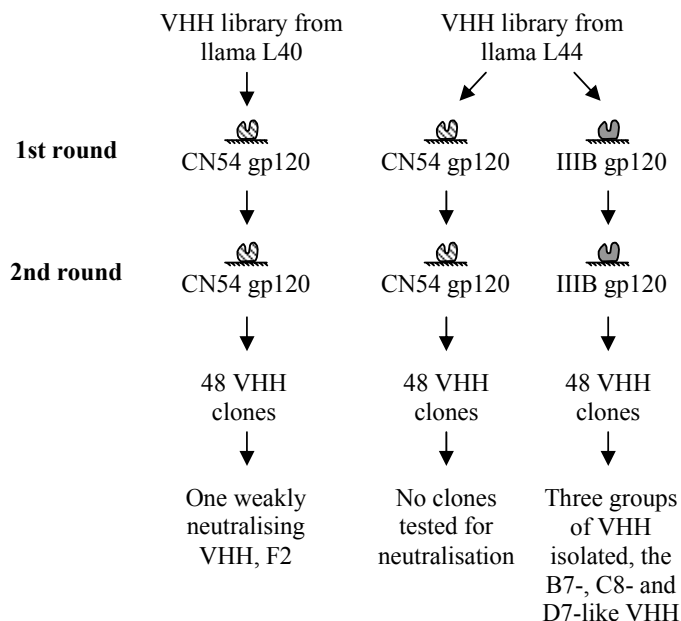 VHH library from
llama L40
VHH library from
llama L44
1st round
CN54 gp120
CN54 gp120
IIIB gp120
2nd round
CN54 gp120
CN54 gp120
IIIB gp120
48 VHH
clones
48 VHH
clones
48 VHH
clones
One weakly
neutralising
VHH, F2
No clones
tested for
neutralisation
Three groups
of VHH
isolated, the
B7-, C8- and
D7-like VHH